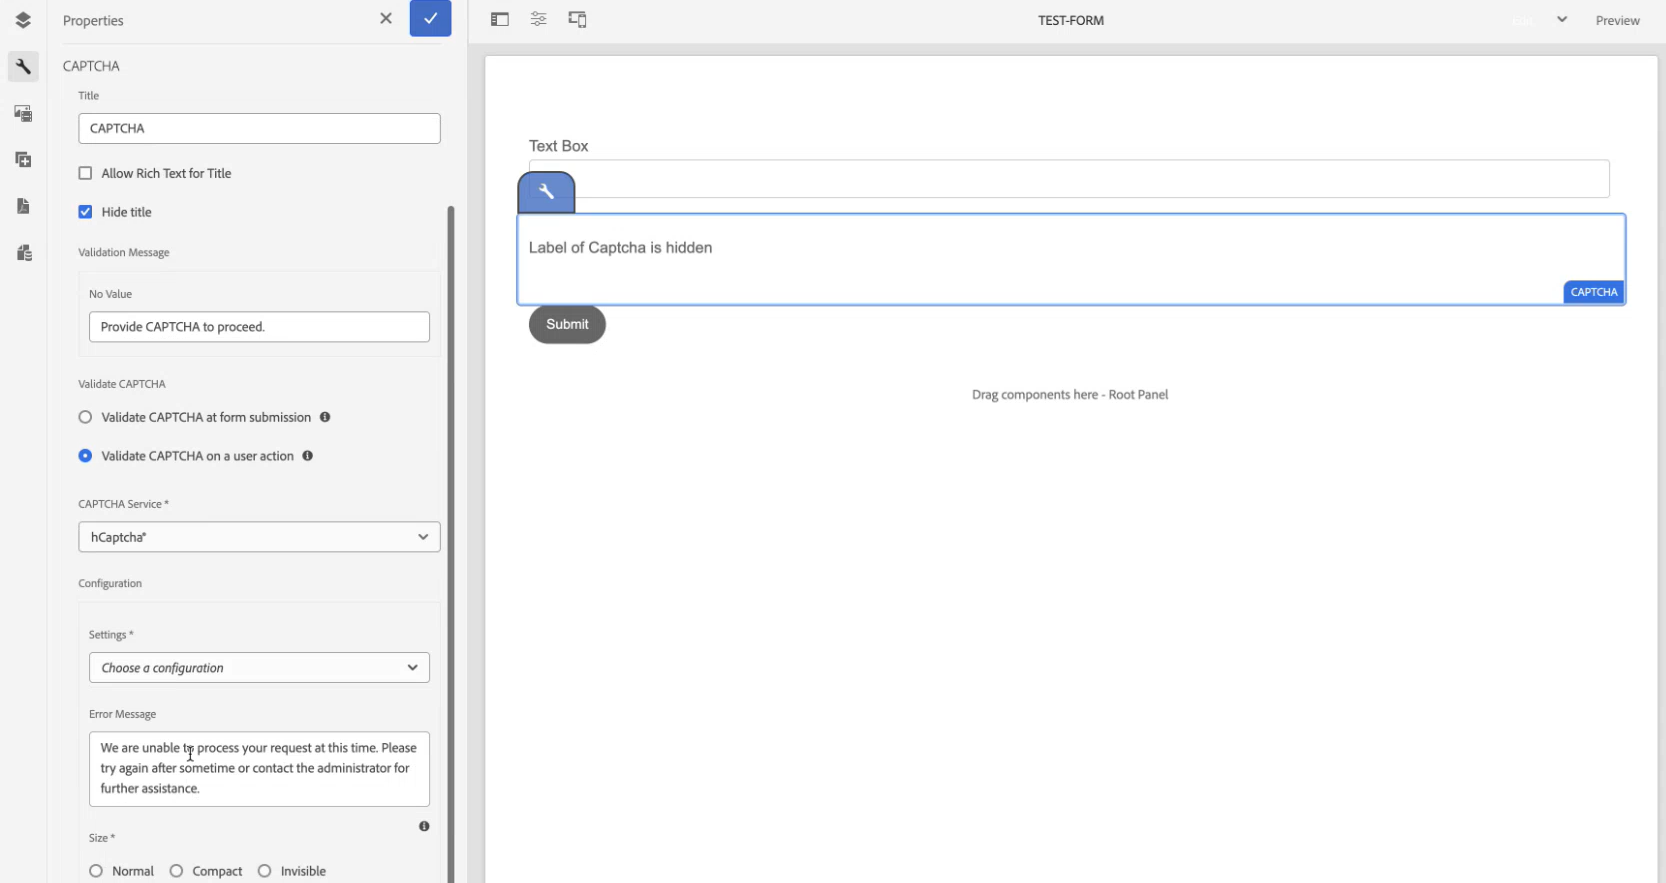 Properties
TEST-FORM
Preview
CAPTCHA
Title
CAPTCHA
Allow Rich Text for Title
Hide title
Validation Message
No Value
Provide CAPTCHA to proceed.
Validate CAPTCHA
Validate CAPTCHA at form submission
Validate CAPTCHA on a user action
CAPTCHA Service *
hCaptcha*
Configuration
Settings *
Choose a configuration
Error Message
We are unable to process your request at this time. Please
try again after sometime or contact the administrator for
further assistance.
Size *
Normal Compact Invisible
Text Box
Label of Captcha is hidden
CAPTCHA
Submit
Drag components here - Root Panel